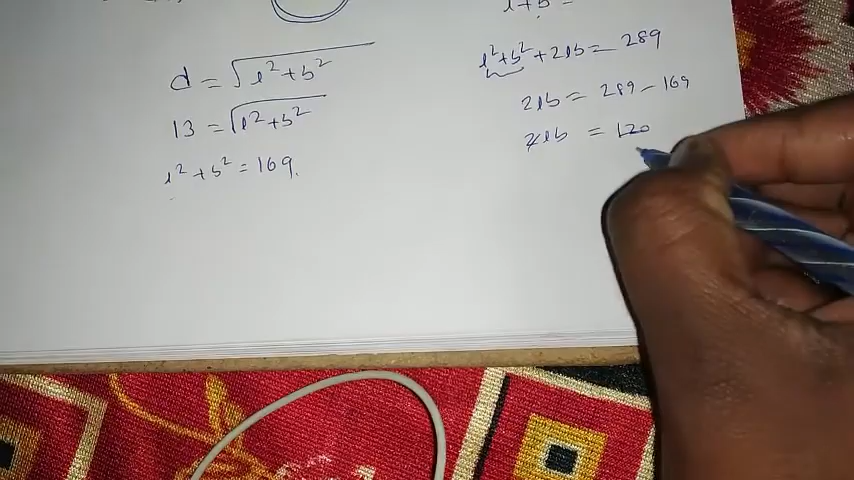 d = √l²+b²
13 = √l²+b²
l²+b² = 169.
l+b =
l²+b²+2lb = 289
2lb = 289-169
2lb = 120